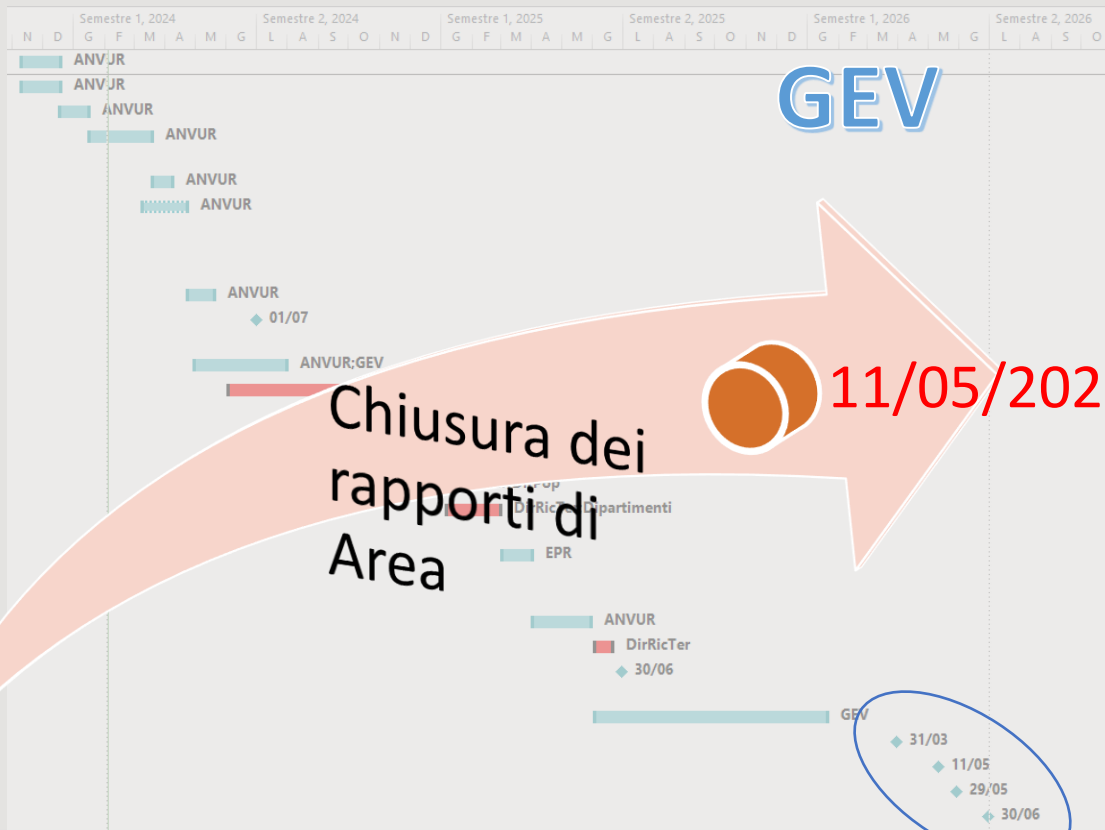 Semestre 1, 2024 Semestre 2, 2024 Semestre 1, 2025 Semestre 2, 2025 Semestre 1, 2026 Semestre 2, 2026
N D G F M A M G L A S O N D G F M A M G L A S O N D G F M A M G L A S O
ANVUR
ANVUR
ANVUR
ANVUR
GEV
ANVUR
ANVUR
ANVUR
01/07
ANVUR;GEV
11/05/202
Chiusura dei
rapporti di
Area
Dipartimenti
EPR
ANVUR
DirRicTer
30/06
GEV
31/03
11/05
29/05
30/06